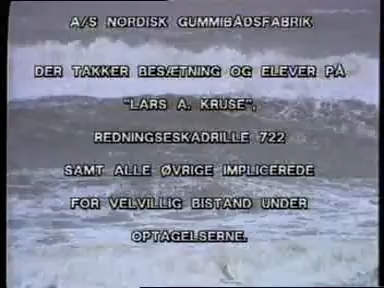 A/S NORDISK GUMMIBÅDSFABRIK
DER TAKKER BESÆTNING OG ELEVER PÅ
"LARS A. KRUSE",
REDNINGSESKADRILLE 722
SAMT ALLE ØVRIGE IMPLICEREDE
FOR VELVILLIG BISTAND UNDER
OPTAGELSERNE.